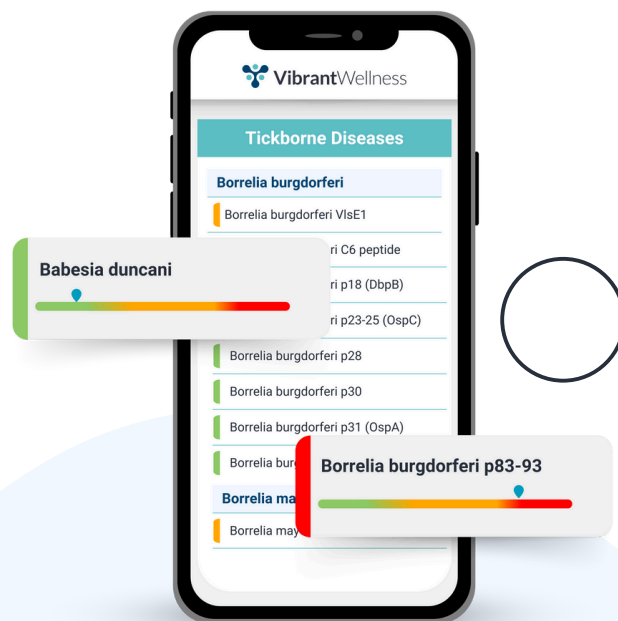 VibrantWellness
Tickborne Diseases
Borrelia burgdorferi
Borrelia burgdorferi VlsE1
ri C6 peptide
Babesia duncani
ri p18 (DbpB)
ri p23-25 (OspC)
Borrelia burgdorferi p28
Borrelia burgdorferi p30
Borrelia burgdorferi p31 (OspA)
Borrelia bur
Borrelia burgdorferi p83-93
Borrelia ma
Borrelia may